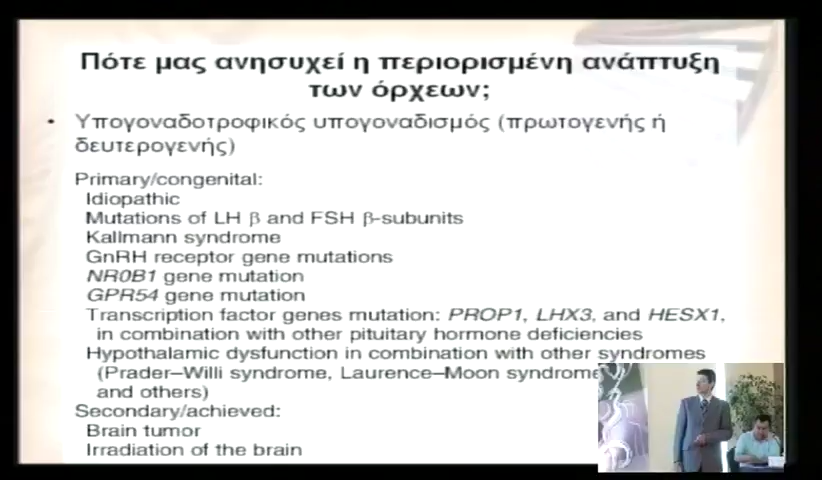 Πότε μας ανησυχεί η περιορισμένη ανάπτυξη
των όρχεων;
• Υπογοναδοτροφικός υπογοναδισμός (πρωτογενής ή
δευτερογενής)
Primary/congenital:
Idiopathic
Mutations of LH β and FSH β-subunits
Kallmann syndrome
GnRH receptor gene mutations
NR0B1 gene mutation
GPR54 gene mutation
Transcription factor genes mutation: PROP1, LHX3, and HESX1,
in combination with other pituitary hormone deficiencies
Hypothalamic dysfunction in combination with other syndromes
(Prader–Willi syndrome, Laurence–Moon syndrome
and others)
Secondary/achieved:
Brain tumor
Irradiation of the brain